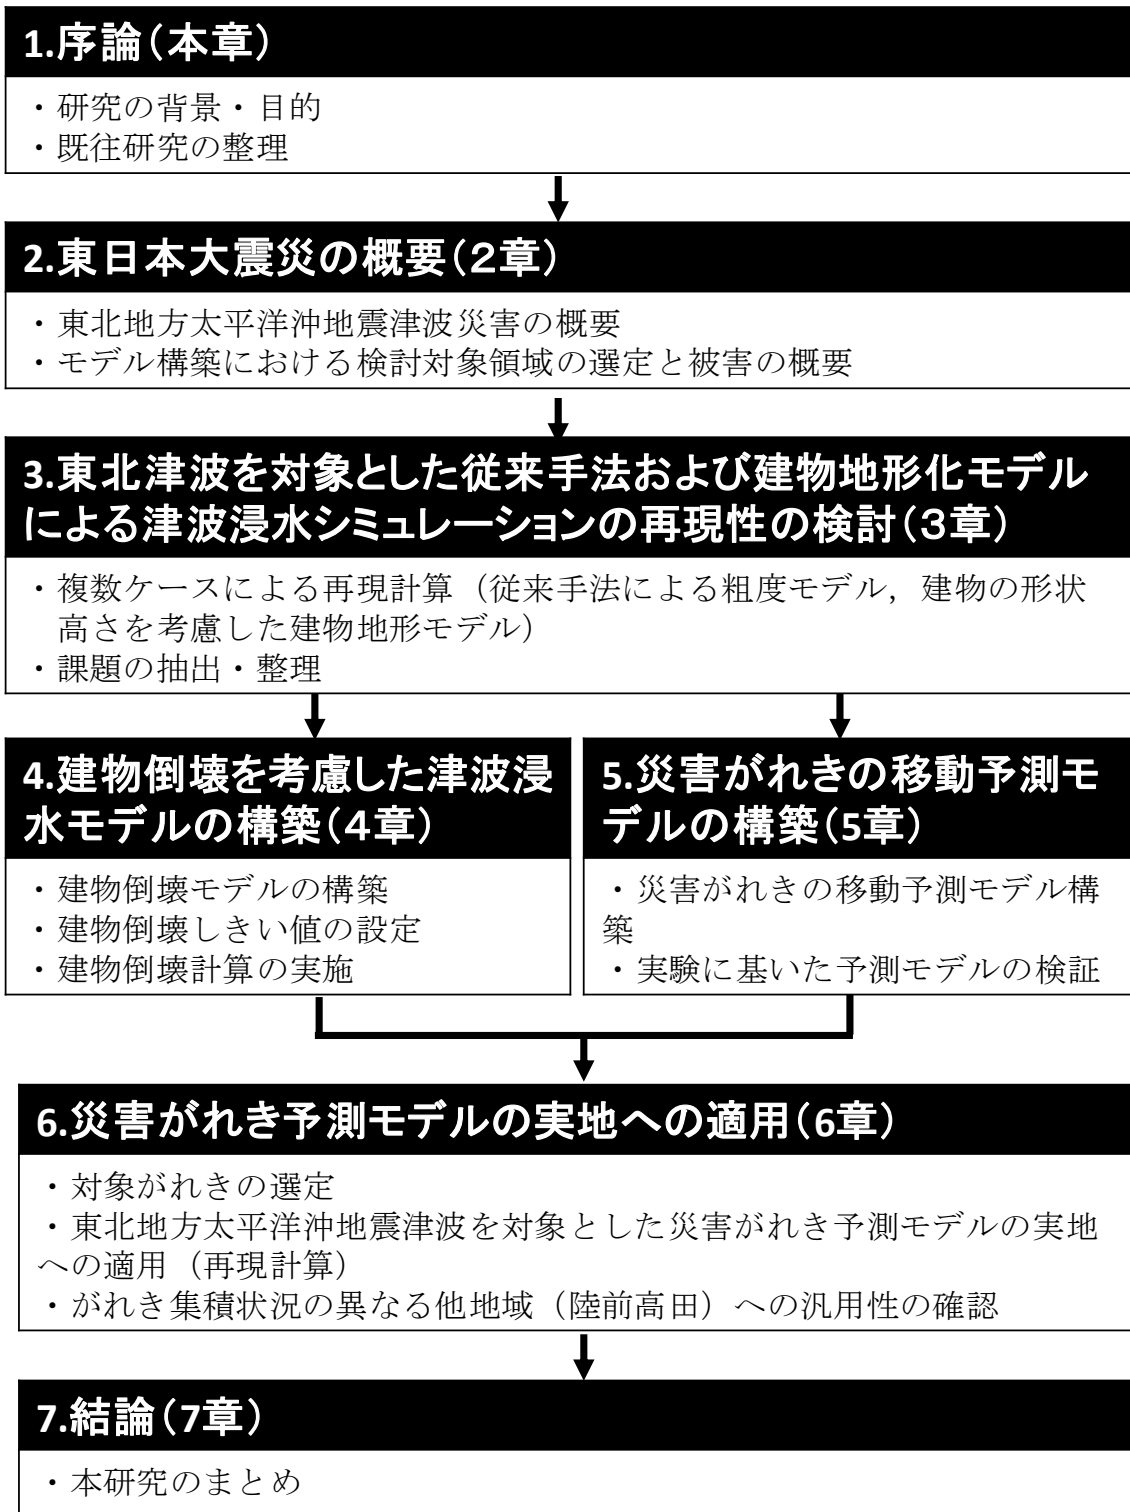 1.序論(本章)
・研究の背景・目的
・既往研究の整理
2.東日本大震災の概要(２章)
・東北地方太平洋沖地震津波災害の概要
・モデル構築における検討対象領域の選定と被害の概要
3.東北津波を対象とした従来手法および建物地形化モデル
による津波浸水シミュレーションの再現性の検討(３章)
・複数ケースによる再現計算（従来手法による粗度モデル，建物の形状
高さを考慮した建物地形モデル）
・課題の抽出・整理
4.建物倒壊を考慮した津波浸
水モデルの構築(４章)
・建物倒壊モデルの構築
・建物倒壊しきい値の設定
・建物倒壊計算の実施
5.災害がれきの移動予測モ
デルの構築(5章)
・災害がれきの移動予測モデル構
築
・実験に基いた予測モデルの検証
6.災害がれき予測モデルの実地への適用(6章)
・対象がれきの選定
・東北地方太平洋沖地震津波を対象とした災害がれき予測モデルの実地
への適用（再現計算）
・がれき集積状況の異なる他地域（陸前高田）への汎用性の確認
7.結論(7章)
・本研究のまとめ